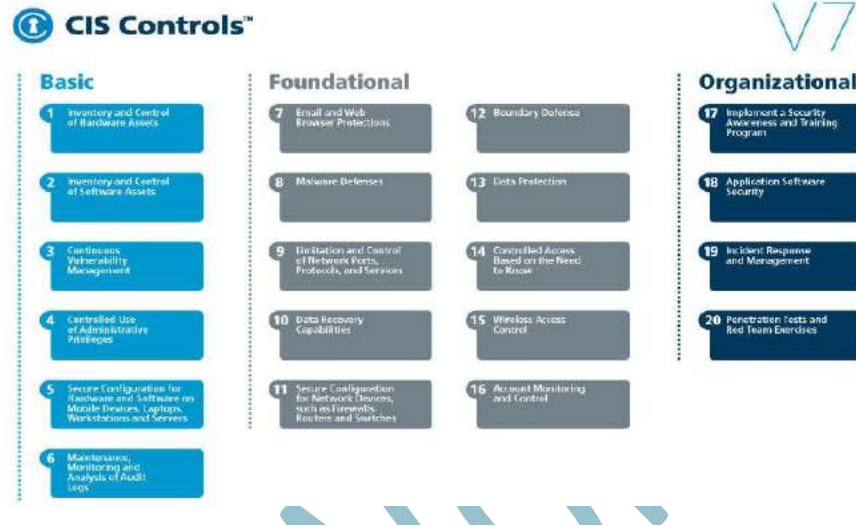 CIS Controls™
V7
Basic
1 Inventory and Control
of Hardware Assets
2 Inventory and Control
of Software Assets
3 Continuous
Vulnerability
Management
4 Controlled Use
of Administrative
Privileges
5 Secure Configuration for
Hardware and Software on
Mobile Devices, Laptops,
Workstations and Servers
6 Maintenance,
Monitoring and
Analysis of Audit
Logs
Foundational
7 Email and Web
Browser Protections
8 Malware Defenses
9 Limitation and Control
of Network Ports,
Protocols, and Services
10 Data Recovery
Capabilities
11 Secure Configuration
for Network Devices,
such as Firewalls,
Routers and Switches
12 Boundary Defense
13 Data Protection
14 Controlled Access
Based on the Need
to Know
15 Wireless Access
Control
16 Account Monitoring
and Control
Organizational
17 Implement a Security
Awareness and Training
Program
18 Application Software
Security
19 Incident Response
and Management
20 Penetration Tests and
Red Team Exercises